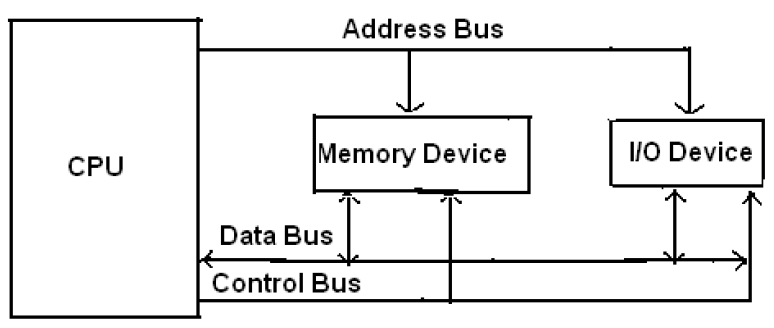 Address Bus
CPU
Memory Device
I/O Device
Data Bus
Control Bus